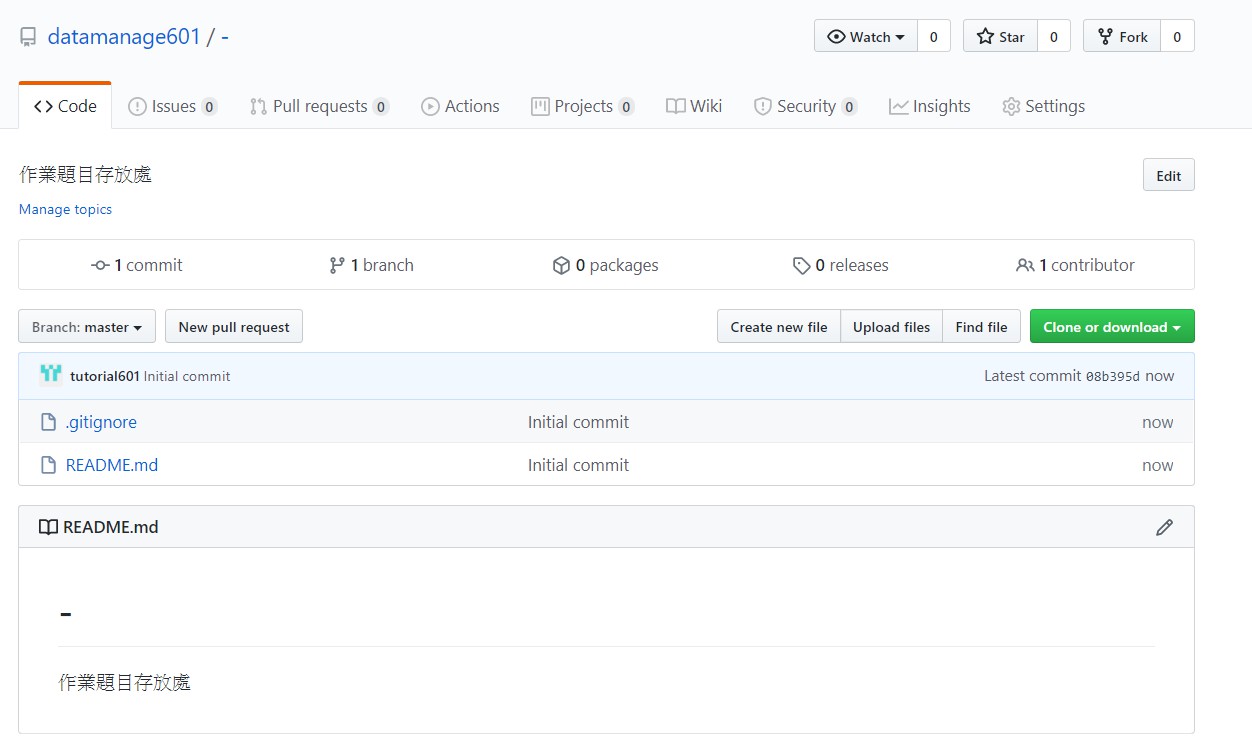 datamanage601 / -
Watch 0 Star 0 Fork 0
Code Issues 0 Pull requests 0 Actions Projects 0 Wiki Security 0 Insights Settings
作業題目存放處 Edit
Manage topics
1 commit 1 branch 0 packages 0 releases 1 contributor
Branch: master New pull request Create new file Upload files Find file Clone or download
tutorial601 Initial commit Latest commit 08b395d now
.gitignore Initial commit now
README.md Initial commit now
README.md
-
作業題目存放處